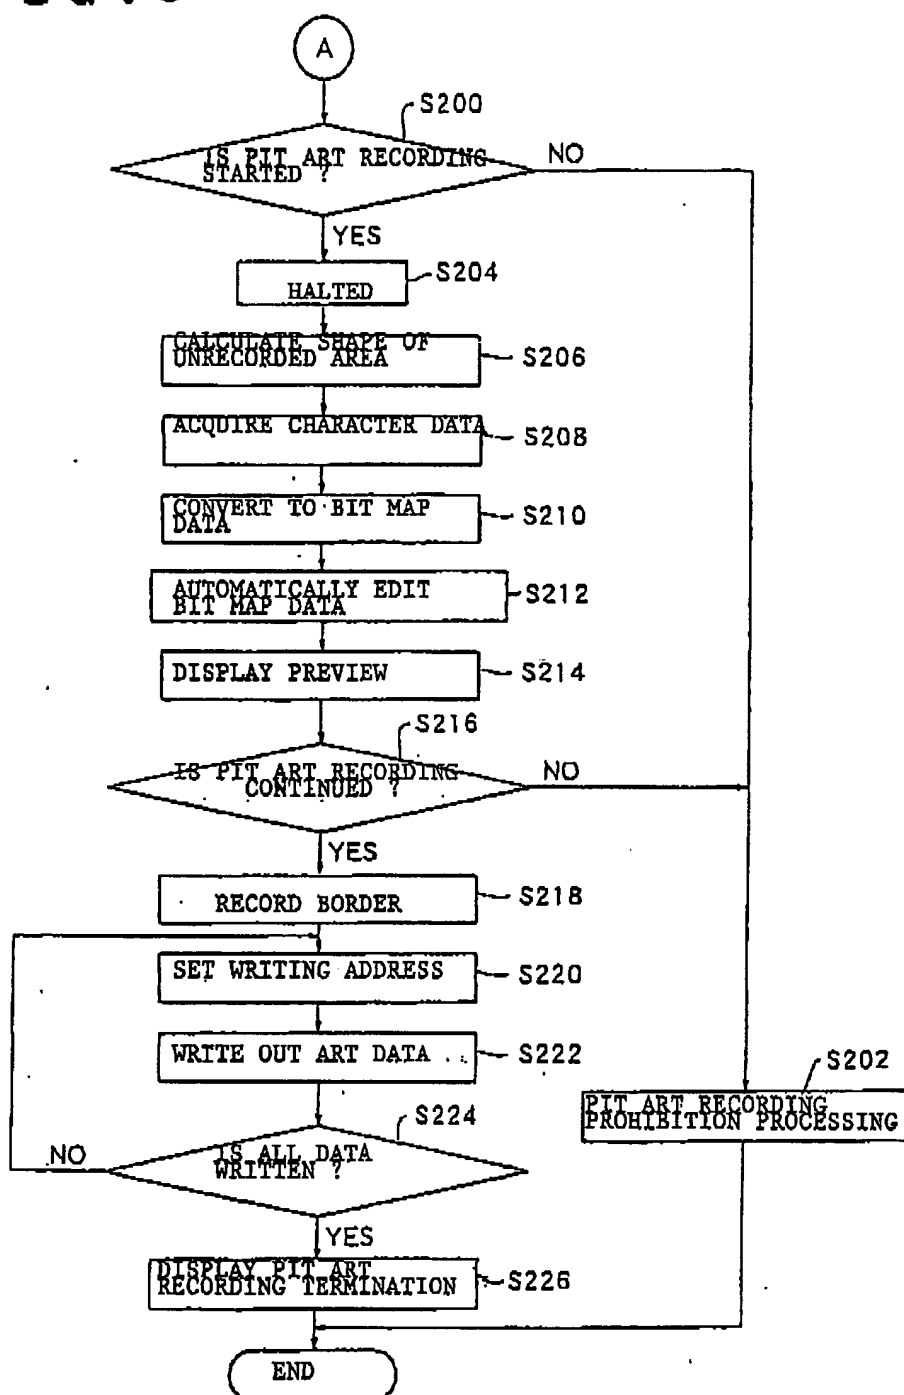 A
S200
IS PIT ART RECORDING
STARTED ?
NO
YES
S204
HALTED
CALCULATE SHAPE OF
UNRECORDED AREA
S206
ACQUIRE CHARACTER DATA
S208
CONVERT TO BIT MAP
DATA
S210
AUTOMATICALLY EDIT
BIT MAP DATA
S212
DISPLAY PREVIEW
S214
S216
IS PIT ART RECORDING
CONTINUED ?
NO
YES
RECORD BORDER
S218
SET WRITING ADDRESS
S220
WRITE OUT ART DATA
S222
S202
PIT ART RECORDING
PROHIBITION PROCESSING
S224
IS ALL DATA
WRITTEN ?
NO
YES
DISPLAY PIT ART
RECORDING TERMINATION
S226
END